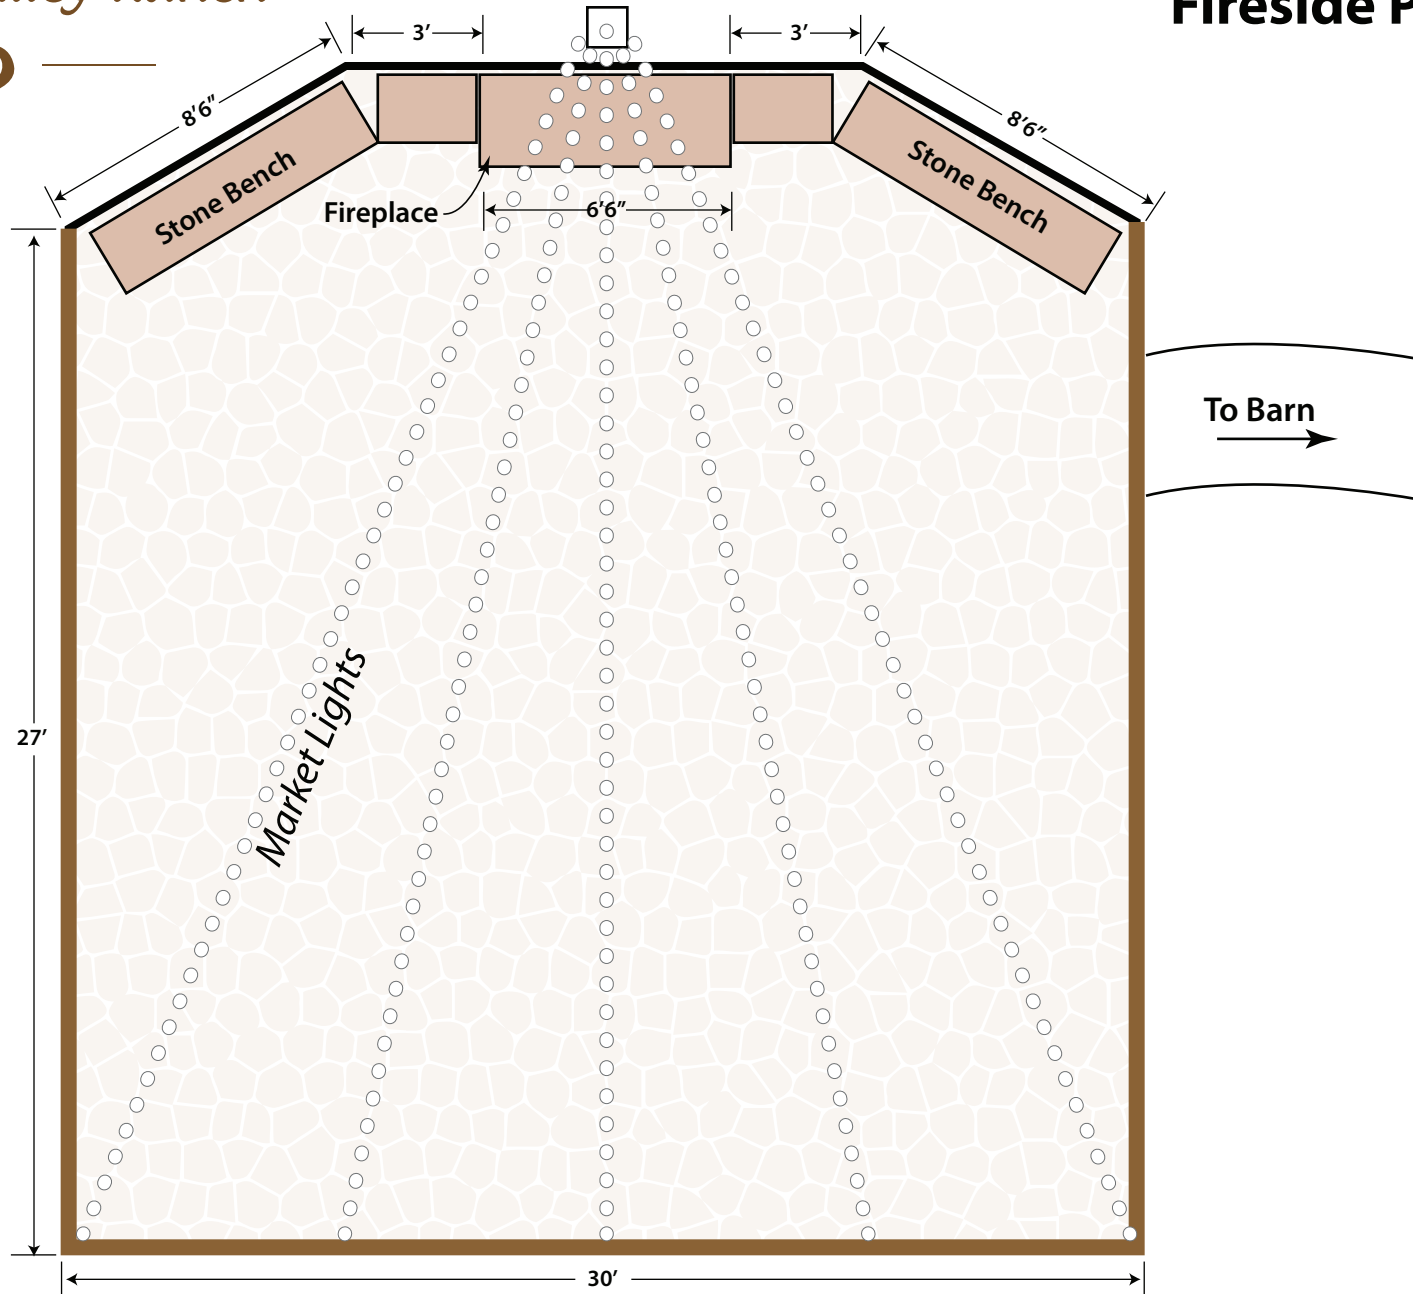 Fireside
3’
3’
8’6”
8’6”
Stone Bench
Stone Bench
Fireplace
6’6”
To Barn
Market Lights
27’
30’